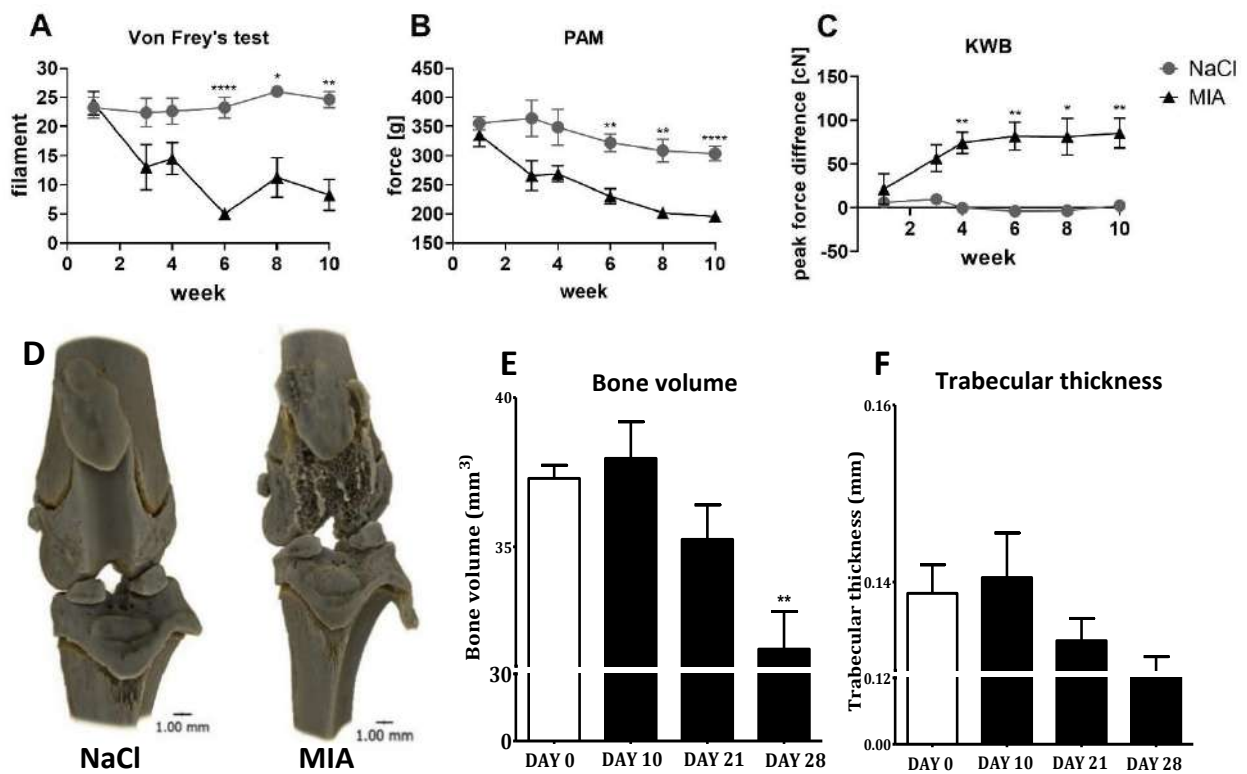 A
Von Frey's test
filament
30
25
20
15
10
5
0
****
*
**
0 2 4 6 8 10
week
B
PAM
force [g]
450
400
350
300
250
200
150
**
**
****
0 2 4 6 8 10
week
C
KWB
peak force diffrence [cN]
150
100
50
0
-50
**
**
*
**
2 4 6 8 10
week
NaCl
MIA
D
1.00 mm
NaCl
1.00 mm
MIA
E
Bone volume
Bone volume (mm3)
40
35
30
0
**
DAY 0 DAY 10 DAY 21 DAY 28
F
Trabecular thickness
Trabecular thickness (mm)
0.16
0.14
0.12
0.00
DAY 0 DAY 10 DAY 21 DAY 28